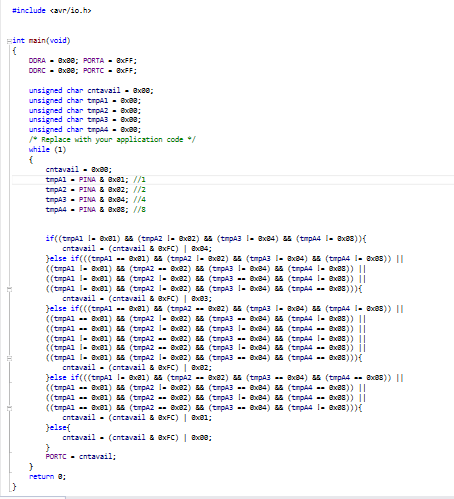 #include <avr/io.h>
int main(void)
{
DDRA = 0x00; PORTA = 0xFF;
DDRC = 0x00; PORTC = 0xFF;
unsigned char cntavail = 0x00;
unsigned char tmpA1 = 0x00;
unsigned char tmpA2 = 0x00;
unsigned char tmpA3 = 0x00;
unsigned char tmpA4 = 0x00;
/* Replace with your application code */
while (1)
{
cntavail = 0x00;
tmpA1 = PINA & 0x01; //1
tmpA2 = PINA & 0x02; //2
tmpA3 = PINA & 0x04; //4
tmpA4 = PINA & 0x08; //8
if((tmpA1 != 0x01) && (tmpA2 != 0x02) && (tmpA3 != 0x04) && (tmpA4 != 0x08)){
cntavail = (cntavail & 0xFC) | 0x04;
}else if(((tmpA1 == 0x01) && (tmpA2 != 0x02) && (tmpA3 != 0x04) && (tmpA4 != 0x08)) ||
((tmpA1 != 0x01) && (tmpA2 == 0x02) && (tmpA3 != 0x04) && (tmpA4 != 0x08)) ||
((tmpA1 != 0x01) && (tmpA2 != 0x02) && (tmpA3 == 0x04) && (tmpA4 != 0x08)) ||
((tmpA1 != 0x01) && (tmpA2 != 0x02) && (tmpA3 != 0x04) && (tmpA4 == 0x08))){
cntavail = (cntavail & 0xFC) | 0x03;
}else if(((tmpA1 == 0x01) && (tmpA2 == 0x02) && (tmpA3 != 0x04) && (tmpA4 != 0x08)) ||
((tmpA1 == 0x01) && (tmpA2 != 0x02) && (tmpA3 == 0x04) && (tmpA4 != 0x08)) ||
((tmpA1 == 0x01) && (tmpA2 != 0x02) && (tmpA3 != 0x04) && (tmpA4 == 0x08)) ||
((tmpA1 != 0x01) && (tmpA2 == 0x02) && (tmpA3 == 0x04) && (tmpA4 != 0x08)) ||
((tmpA1 != 0x01) && (tmpA2 == 0x02) && (tmpA3 != 0x04) && (tmpA4 == 0x08)) ||
((tmpA1 != 0x01) && (tmpA2 != 0x02) && (tmpA3 == 0x04) && (tmpA4 == 0x08))){
cntavail = (cntavail & 0xFC) | 0x02;
}else if(((tmpA1 != 0x01) && (tmpA2 == 0x02) && (tmpA3 == 0x04) && (tmpA4 == 0x08)) ||
((tmpA1 == 0x01) && (tmpA2 != 0x02) && (tmpA3 == 0x04) && (tmpA4 == 0x08)) ||
((tmpA1 == 0x01) && (tmpA2 == 0x02) && (tmpA3 != 0x04) && (tmpA4 == 0x08)) ||
((tmpA1 == 0x01) && (tmpA2 == 0x02) && (tmpA3 == 0x04) && (tmpA4 != 0x08))){
cntavail = (cntavail & 0xFC) | 0x01;
}else{
cntavail = (cntavail & 0xFC) | 0x00;
}
PORTC = cntavail;
}
return 0;
}